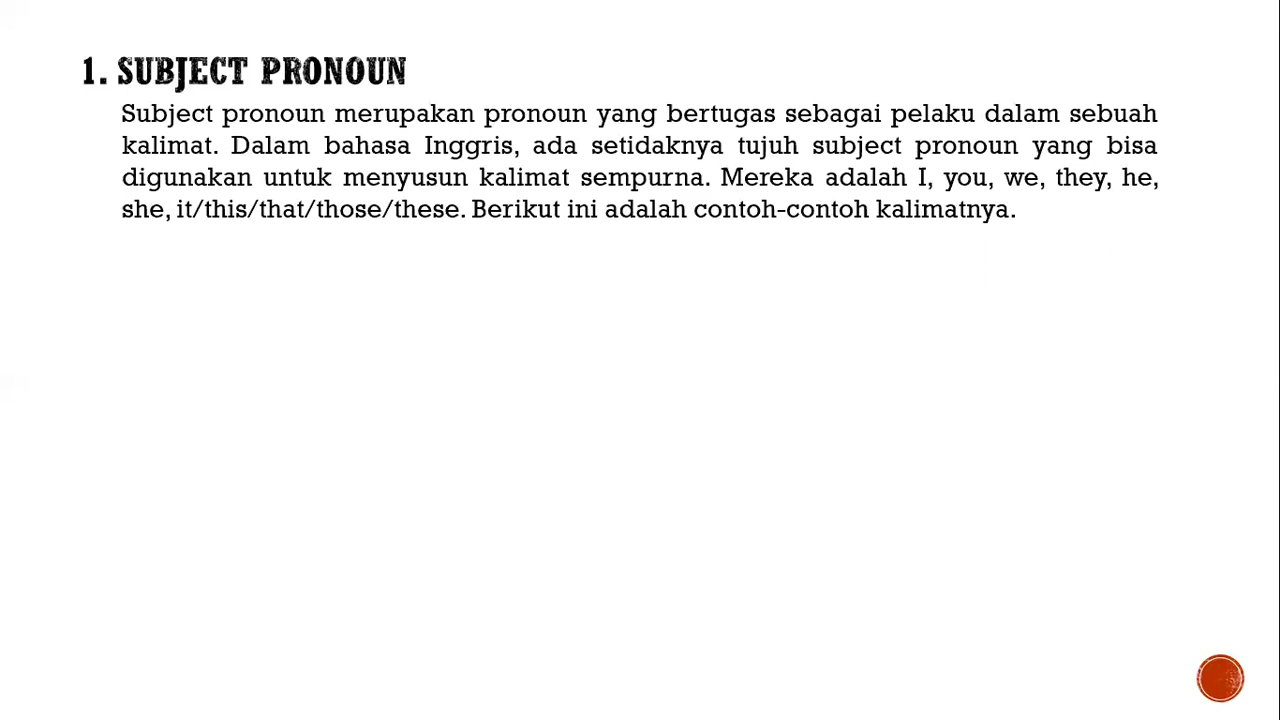 1. SUBJECT PRONOUN
Subject pronoun merupakan pronoun yang bertugas sebagai pelaku dalam sebuah
kalimat. Dalam bahasa Inggris, ada setidaknya tujuh subject pronoun yang bisa
digunakan untuk menyusun kalimat sempurna. Mereka adalah I, you, we, they, he,
she, it/this/that/those/these. Berikut ini adalah contoh-contoh kalimatnya.